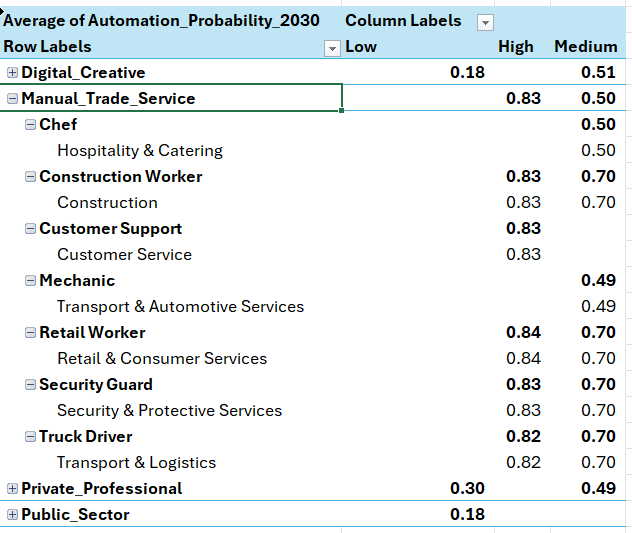 Average of Automation_Probability_2030 Column Labels
Row Labels Low High Medium
Digital_Creative 0.18 0.51
Manual_Trade_Service 0.83 0.50
Chef 0.50
Hospitality & Catering 0.50
Construction Worker 0.83 0.70
Construction 0.83 0.70
Customer Support 0.83
Customer Service 0.83
Mechanic 0.49
Transport & Automotive Services 0.49
Retail Worker 0.84 0.70
Retail & Consumer Services 0.84 0.70
Security Guard 0.83 0.70
Security & Protective Services 0.83 0.70
Truck Driver 0.82 0.70
Transport & Logistics 0.82 0.70
Private_Professional 0.30 0.49
Public_Sector 0.18